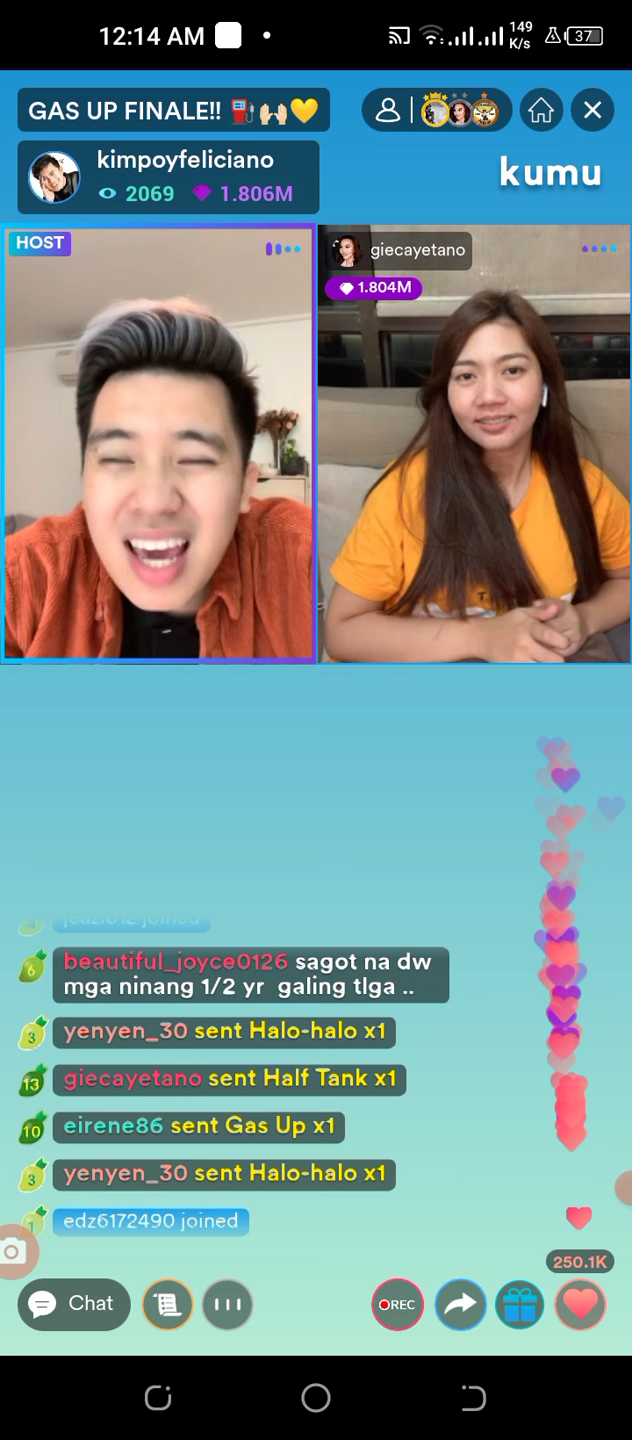 12:14 AM
149
K/s
37
GAS UP FINALE!! ⛽🙌🏻💛
kimpoyfeliciano
2069
1.806M
kumu
HOST
giecayetano
1.804M
6
beautiful_joyce0126 sagot na dw
mga ninang 1/2 yr galing tlga ..
3
yenyen_30 sent Halo-halo x1
13
giecayetano sent Half Tank x1
10
eirene86 sent Gas Up x1
3
yenyen_30 sent Halo-halo x1
1
edz6172490 joined
250.1K
Chat
REC